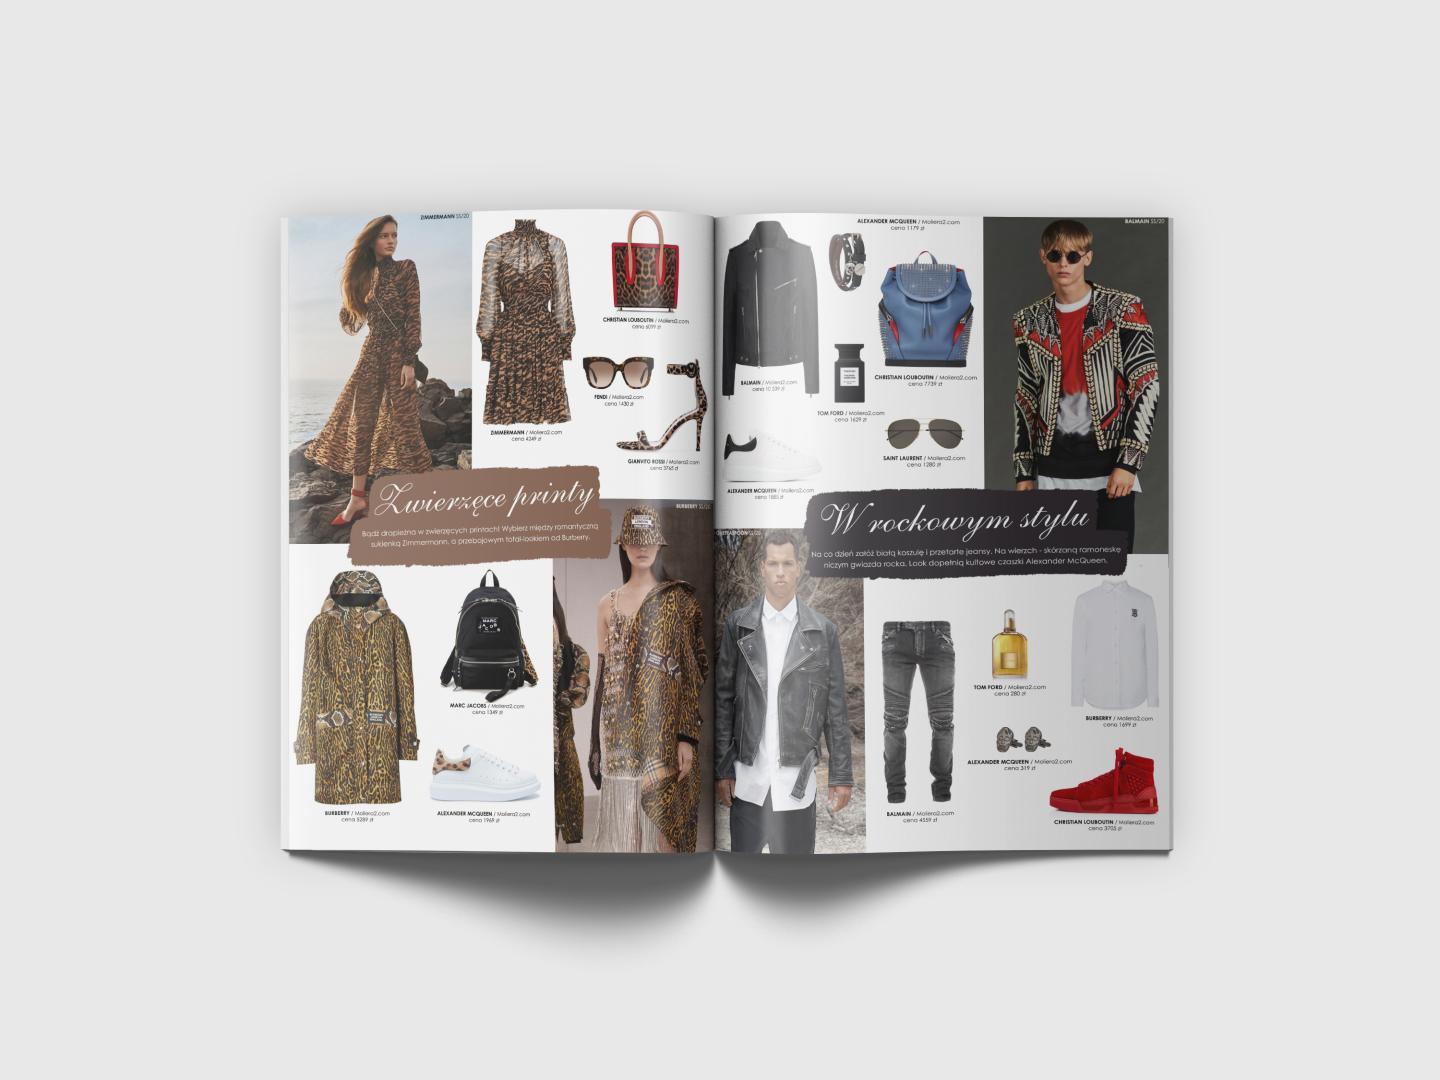 ZIMMERMANN SS/20
CHRISTIAN LOUBOUTIN / Moliera2.com
cena 6099 zł
FENDI / Moliera2.com
cena 1430 zł
ZIMMERMANN / Moliera2.com
cena 4249 zł
GIANVITO ROSSI / Moliera2.com
cena 3765 zł
Zwierzęce printy
Bądź drapieżna w zwierzęcych printach! Wybierz między romantyczną
sukienką Zimmermann, a przebojowym total-lookiem od Burberry.
BURBERRY SS/20
MARC JACOBS / Moliera2.com
cena 1349 zł
BURBERRY / Moliera2.com
cena 5289 zł
ALEXANDER MCQUEEN / Moliera2.com
cena 1969 zł
ALEXANDER MCQUEEN / Moliera2.com
cena 1179 zł
BALMAIN SS/20
BALMAIN / Moliera2.com
cena 10 539 zł
CHRISTIAN LOUBOUTIN / Moliera2.com
cena 7739 zł
TOM FORD / Moliera2.com
cena 1629 zł
SAINT LAURENT / Moliera2.com
cena 1280 zł
ALEXANDER MCQUEEN / Moliera2.com
cena 1885 zł
W rockowym stylu
Na co dzień załóż białą koszulę i przetarte jeansy. Na wierzch - skórzaną ramoneskę
niczym gwiazda rocka. Look dopełnią kultowe czaszki Alexander McQueen.
TOM FORD / Moliera2.com
cena 280 zł
BURBERRY / Moliera2.com
cena 1699 zł
ALEXANDER MCQUEEN / Moliera2.com
cena 319 zł
BALMAIN / Moliera2.com
cena 4559 zł
CHRISTIAN LOUBOUTIN / Moliera2.com
cena 3705 zł